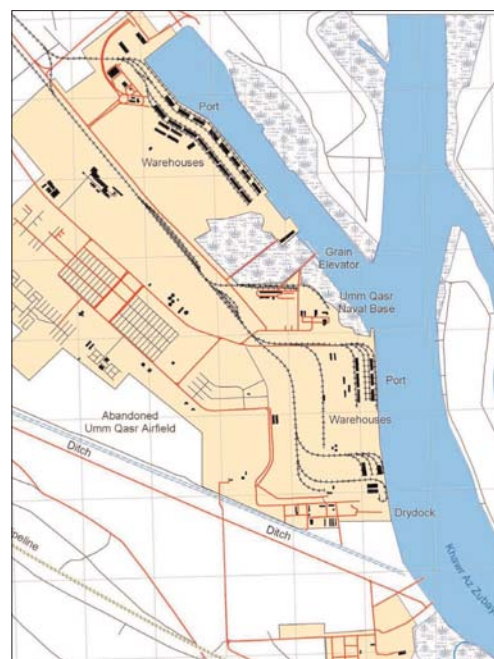 Port
Warehouses
Grain
Elevator
Umm Qasr
Naval Base
Port
Warehouses
Abandoned
Umm Qasr Airfield
Ditch
Ditch
Drydock
peline
Khawr Az Zubay